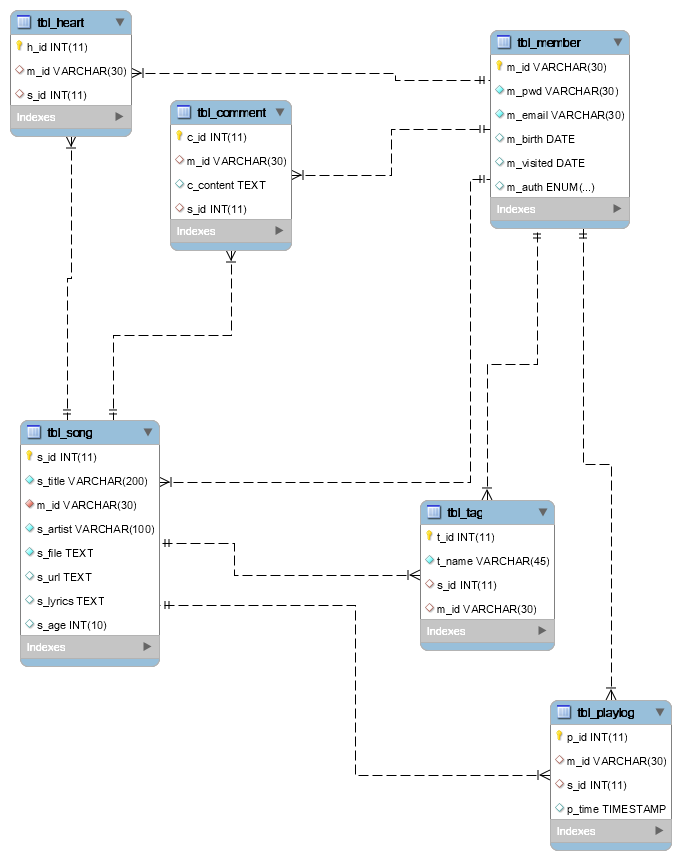 tbl_heart
h_id INT(11)
m_id VARCHAR(30)
s_id INT(11)
Indexes
tbl_member
m_id VARCHAR(30)
m_pwd VARCHAR(30)
m_email VARCHAR(30)
m_birth DATE
m_visited DATE
m_auth ENUM(...)
Indexes
tbl_comment
c_id INT(11)
m_id VARCHAR(30)
c_content TEXT
s_id INT(11)
Indexes
tbl_song
s_id INT(11)
s_title VARCHAR(200)
m_id VARCHAR(30)
s_artist VARCHAR(100)
s_file TEXT
s_url TEXT
s_lyrics TEXT
s_age INT(10)
Indexes
tbl_tag
t_id INT(11)
t_name VARCHAR(45)
s_id INT(11)
m_id VARCHAR(30)
Indexes
tbl_playlog
p_id INT(11)
m_id VARCHAR(30)
s_id INT(11)
p_time TIMESTAMP
Indexes